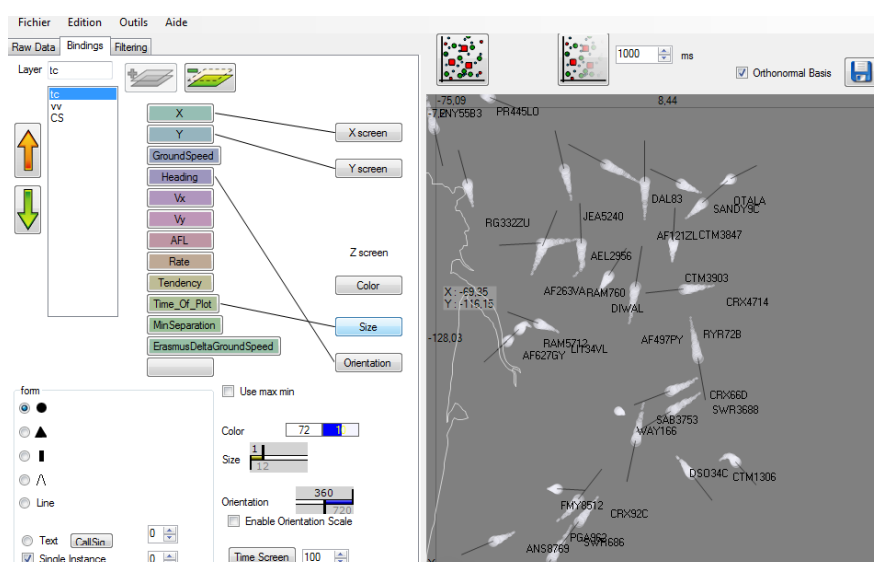 Fichier Edition Outils Aide
Raw Data Bindings Filtering
Layer tc
tc
vv
CS
X
Y
GroundSpeed
Heading
Vx
Vy
AFL
Rate
Tendency
Time_Of_Plot
MinSeparation
ErasmusDeltaGroundSpeed
X screen
Y screen
Z screen
Color
Size
Orientation
form
Line
Text CallSig
Single Instance
0
0
Use max min
Color 72
Size 1
12
Orientation 360
720
Enable Orientation Scale
Time Screen 100
1000 ms
Orthonormal Basis
-75,09 8,44
PR445LO
DAL83
OTALA
SANDY9C
JEA5240
RG332ZU
AF121ZL CTM3847
AEL2956
CTM3903
X : -69,35
Y : -116,15
AF263VA RAM760
CRX4714
DIWAL
-128,03
RYR72B
AF497PY
RAM5712
LIT34VL
AF627GY
CRX66D
SWR3688
SAB3753
WAY166
DSO34C CTM1306
FMY8512
CRX92C
PGA962
SWR686
ANS8769